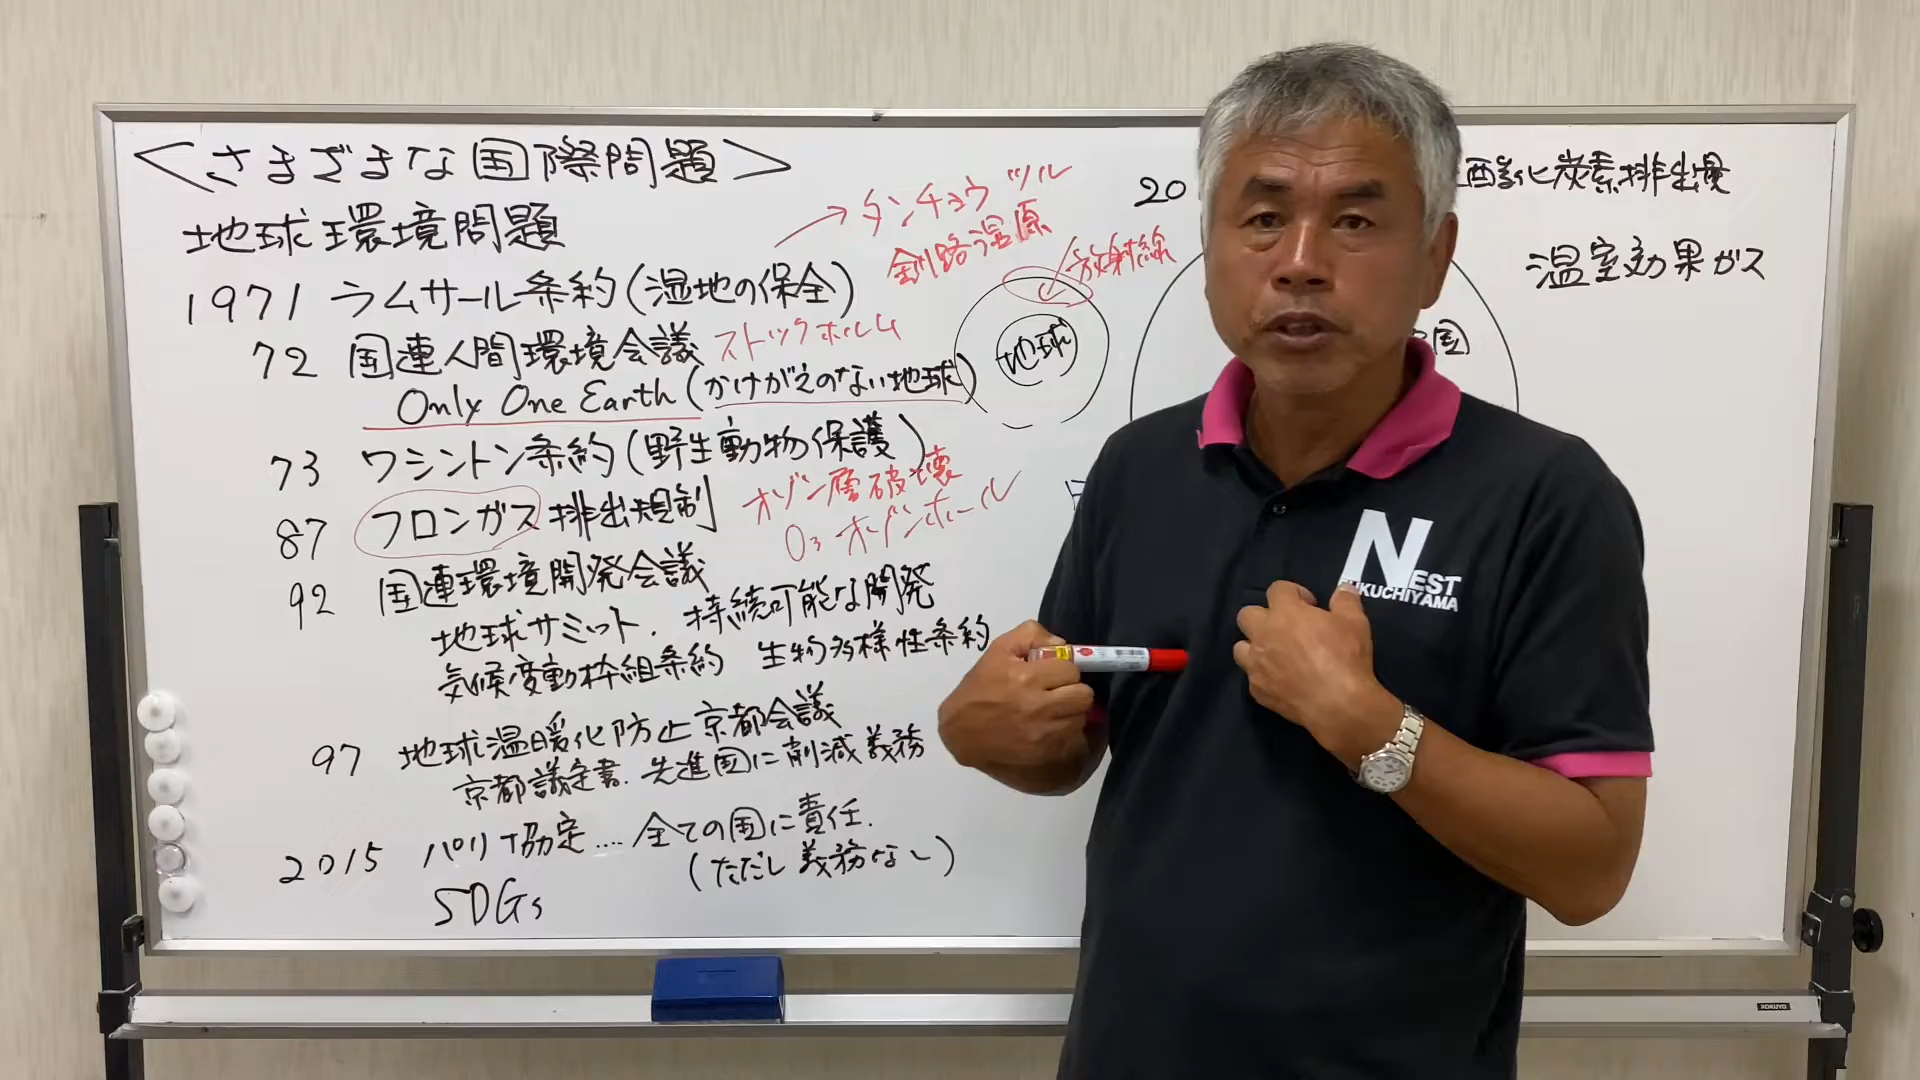 <さまざまな国際問題>
地球環境問題
1971 ラムサール条約(湿地の保全)
タンチョウヅル
釧路湿原
72 国連人間環境会議 ストックホルム
Only One Earth (かけがえのない地球)
73 ワシントン条約(野生動物保護)
87 フロンガス排出規制
オゾン層破壊
O₃ オゾンホール
92 国連環境開発会議
地球サミット. 持続可能な開発
気候変動枠組条約 生物多様性条約
97 地球温暖化防止京都会議
京都議定書. 先進国に削減義務
2015 パリ協定.... 全ての国に責任.
(ただし義務なし)
SDGs
放射線
地球
20
酸化炭素排出量
温室効果ガス
国
NEST
FUKUCHIYAMA
KOKUYO